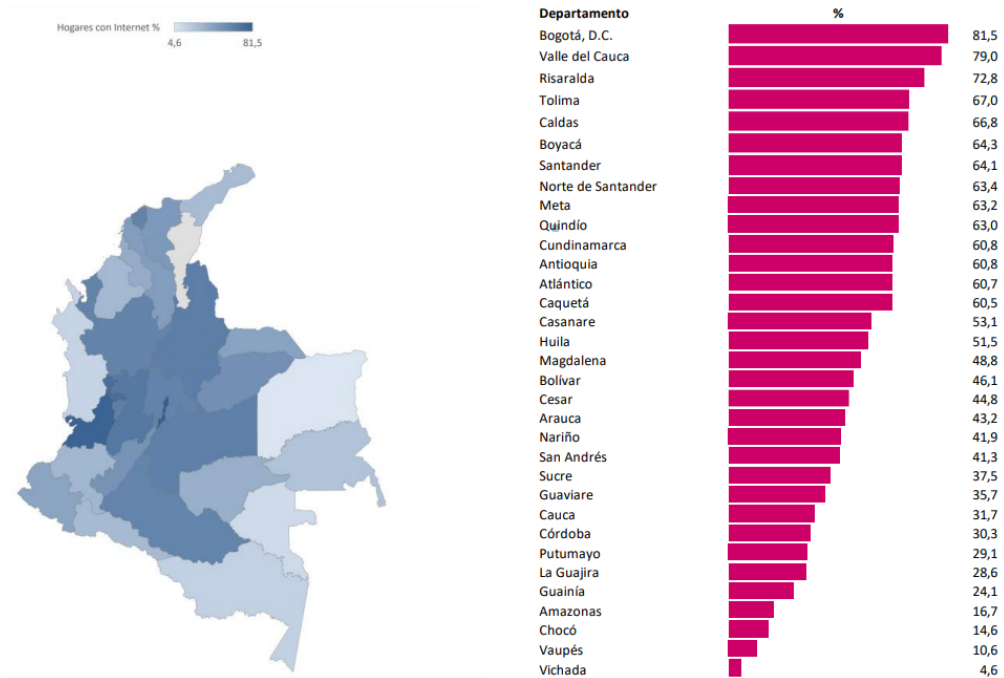 Hogares con Internet %
4,6 81,5
Departamento %
Bogotá, D.C. 81,5
Valle del Cauca 79,0
Risaralda 72,8
Tolima 67,0
Caldas 66,8
Boyacá 64,3
Santander 64,1
Norte de Santander 63,4
Meta 63,2
Quindío 63,0
Cundinamarca 60,8
Antioquia 60,8
Atlántico 60,7
Caquetá 60,5
Casanare 53,1
Huila 51,5
Magdalena 48,8
Bolívar 46,1
Cesar 44,8
Arauca 43,2
Nariño 41,9
San Andrés 41,3
Sucre 37,5
Guaviare 35,7
Cauca 31,7
Córdoba 30,3
Putumayo 29,1
La Guajira 28,6
Guainía 24,1
Amazonas 16,7
Chocó 14,6
Vaupés 10,6
Vichada 4,6